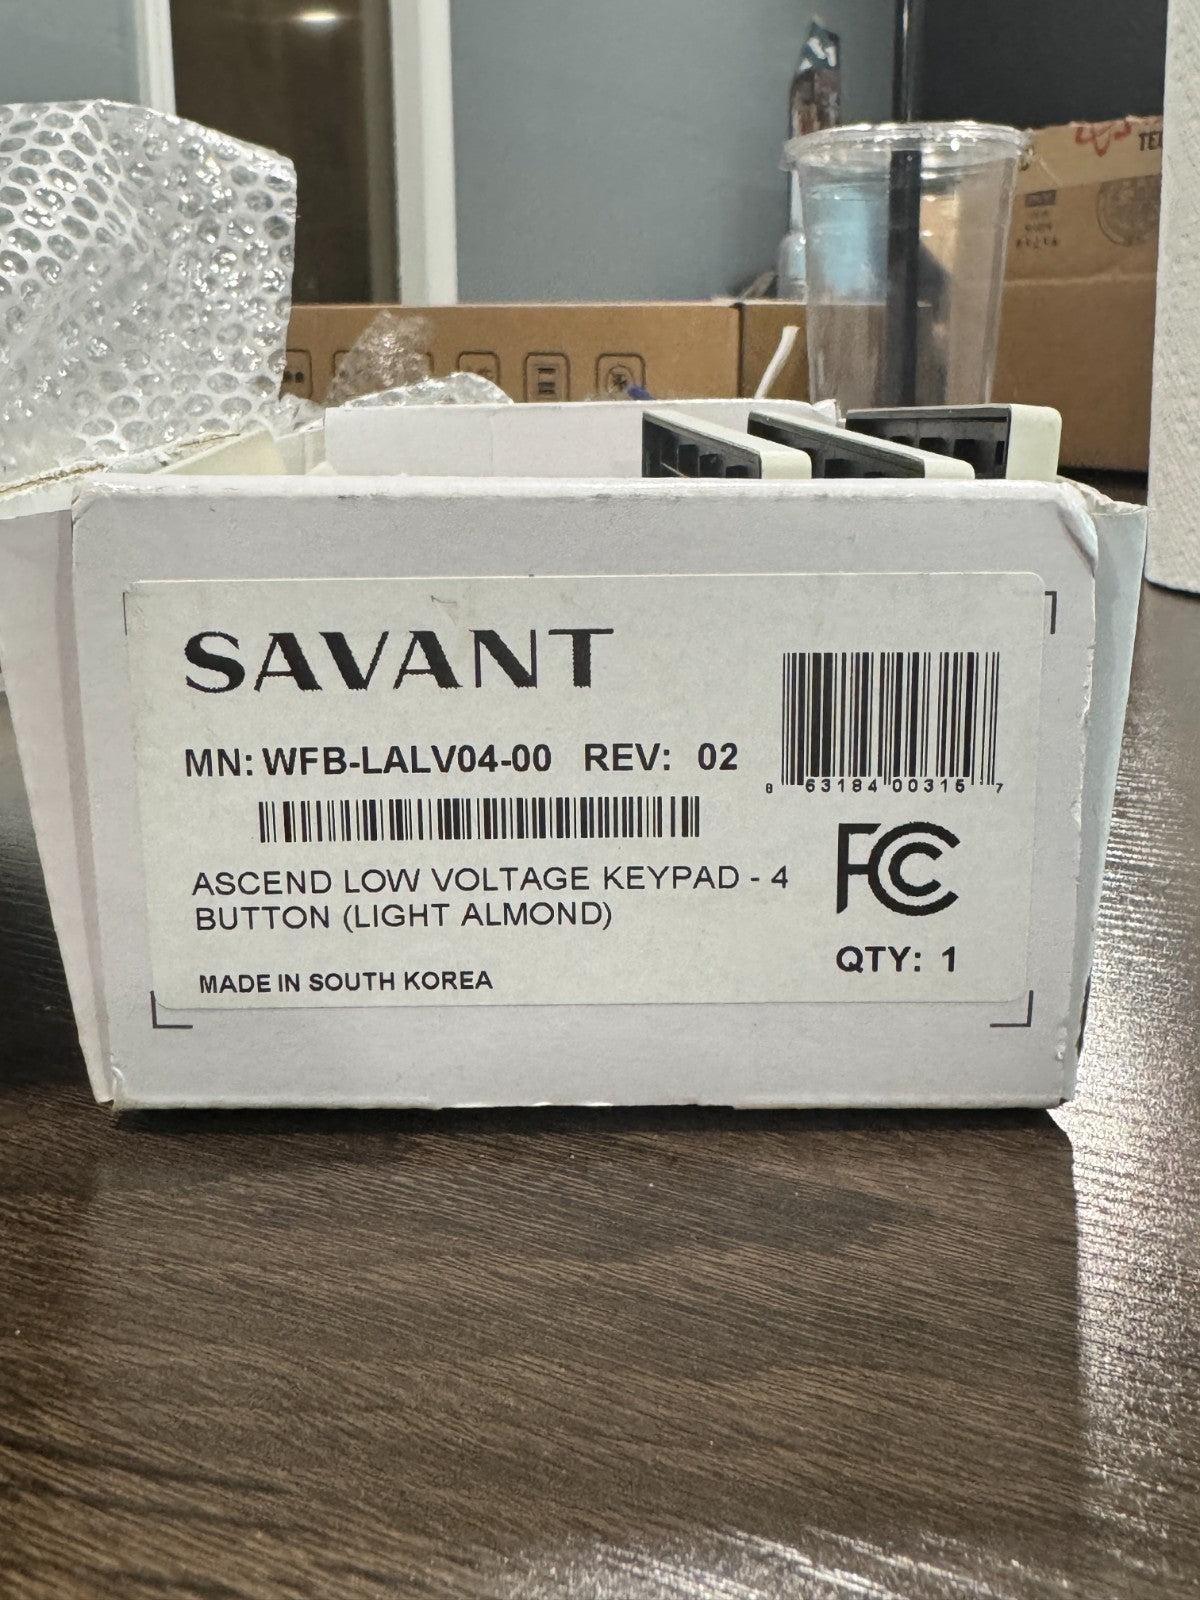 TE
SAVANT
MN: WFB-LALV04-00 REV: 02
8 63184 00315 7
ASCEND LOW VOLTAGE KEYPAD - 4
BUTTON (LIGHT ALMOND)
FC
QTY: 1
MADE IN SOUTH KOREA